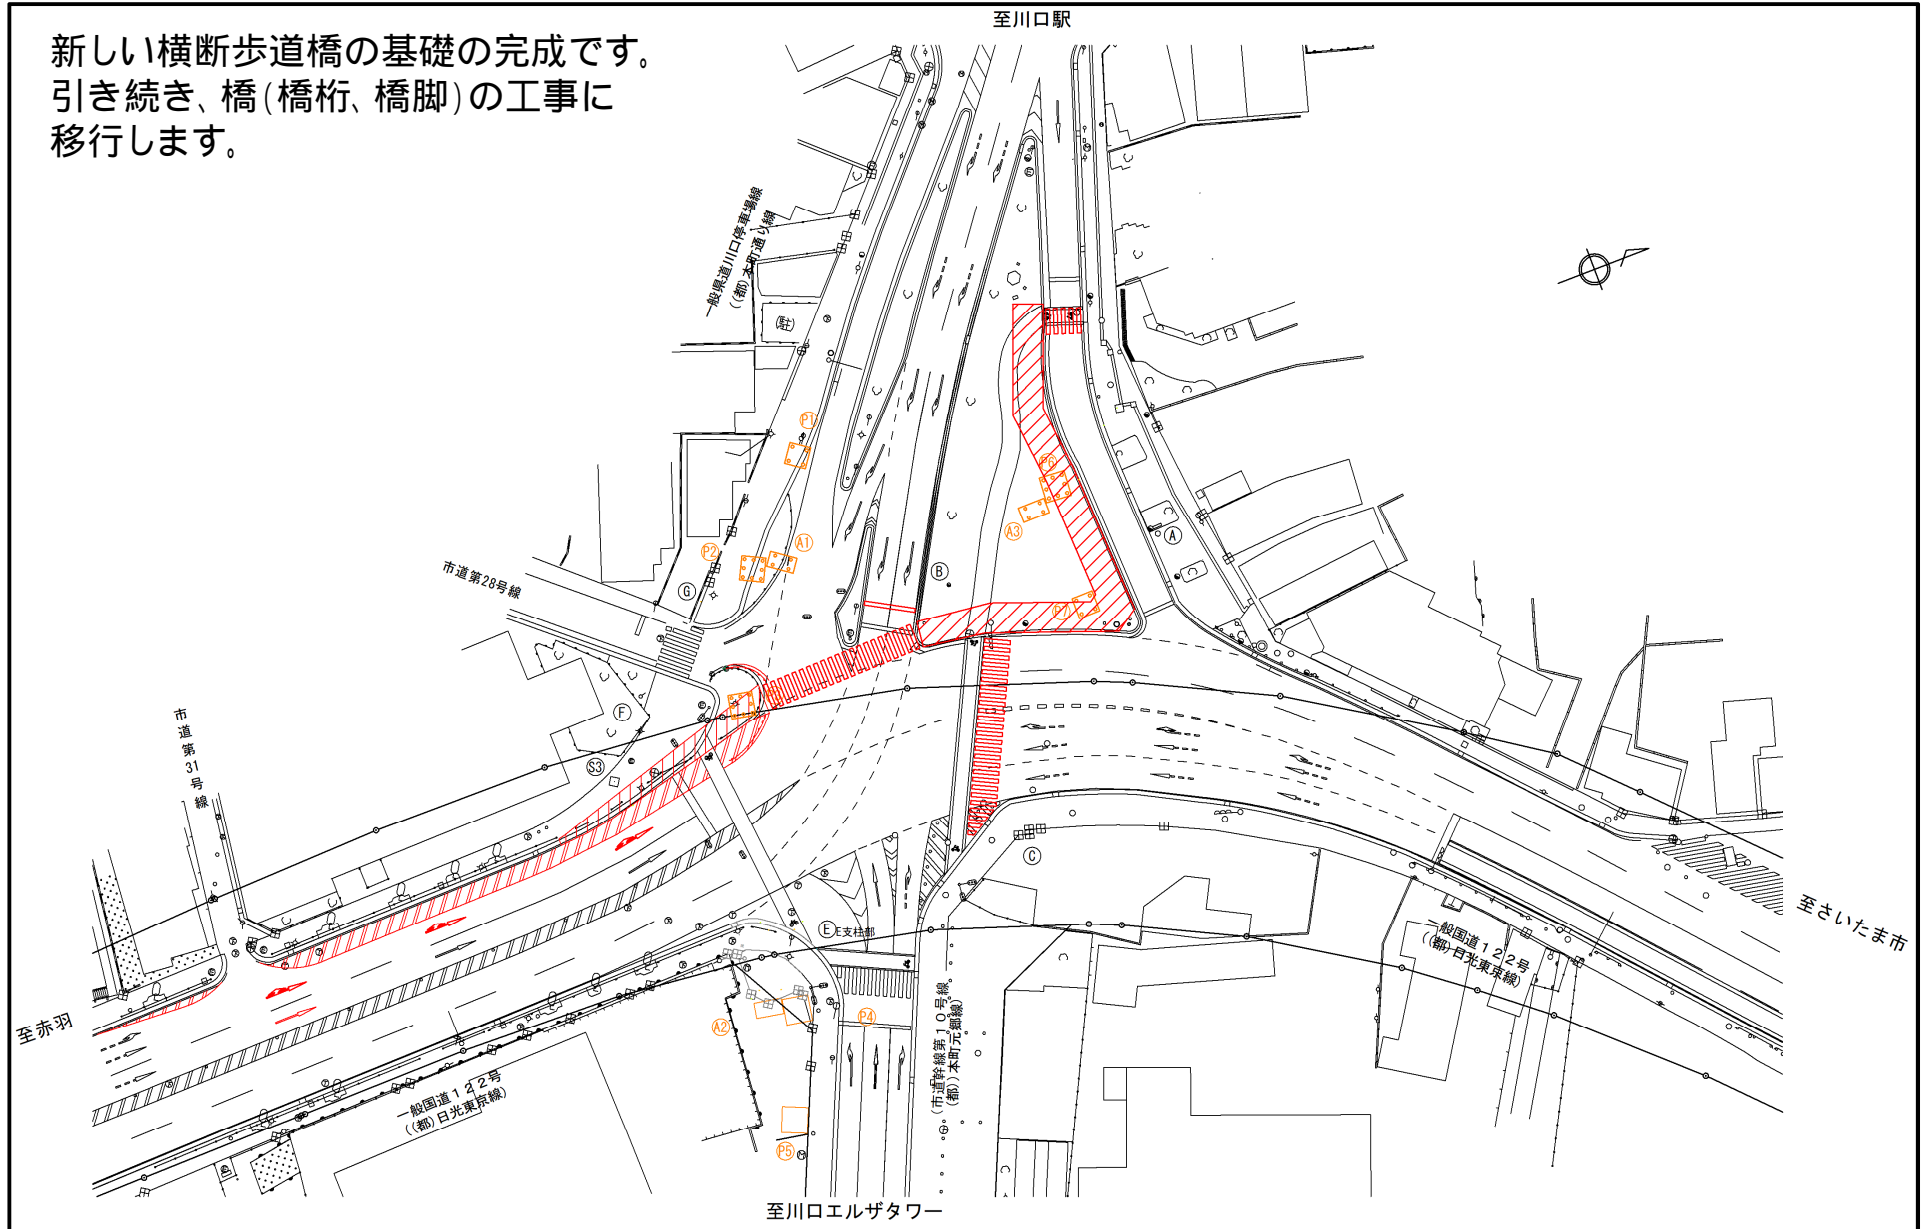 至川口駅
新しい横断歩道橋の基礎の完成です。
引き続き、橋(橋桁、橋脚)の工事に
移行します。
一般県道川口停車場線
((都)本町通り線)
(駐)
P1
P6
A3
A
P2
A1
B
市道第28号線
G
P7
F
市道第31号線
S3
C
E
E支柱部
至さいたま市
一般国道122号
((都)日光東京線)
至赤羽
A2
P4
(市道幹線第10号線
(都))本町元郷線)
一般国道122号
((都)日光東京線)
P5
至川口エルザタワー